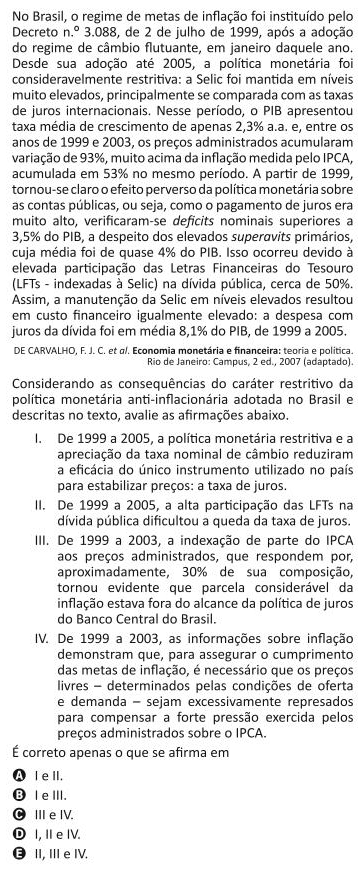 No Brasil, o regime de metas de inflação foi instituído pelo
Decreto n.º 3.088, de 2 de julho de 1999, após a adoção
do regime de câmbio flutuante, em janeiro daquele ano.
Desde sua adoção até 2005, a política monetária foi
consideravelmente restritiva: a Selic foi mantida em níveis
muito elevados, principalmente se comparada com as taxas
de juros internacionais. Nesse período, o PIB apresentou
taxa média de crescimento de apenas 2,3% a.a. e, entre os
anos de 1999 e 2003, os preços administrados acumularam
variação de 93%, muito acima da inflação medida pelo IPCA,
acumulada em 53% no mesmo período. A partir de 1999,
tornou-se claro o efeito perverso da política monetária sobre
as contas públicas, ou seja, como o pagamento de juros era
muito alto, verificaram-se deficits nominais superiores a
3,5% do PIB, a despeito dos elevados superavits primários,
cuja média foi de quase 4% do PIB. Isso ocorreu devido à
elevada participação das Letras Financeiras do Tesouro
(LFTs - indexadas à Selic) na dívida pública, cerca de 50%.
Assim, a manutenção da Selic em níveis elevados resultou
em custo financeiro igualmente elevado: a despesa com
juros da dívida foi em média 8,1% do PIB, de 1999 a 2005.
DE CARVALHO, F. J. C. et al. Economia monetária e financeira: teoria e política.
Rio de Janeiro: Campus, 2 ed., 2007 (adaptado).
Considerando as consequências do caráter restritivo da
política monetária anti-inflacionária adotada no Brasil e
descritas no texto, avalie as afirmações abaixo.
I. De 1999 a 2005, a política monetária restritiva e a
apreciação da taxa nominal de câmbio reduziram
a eficácia do único instrumento utilizado no país
para estabilizar preços: a taxa de juros.
II. De 1999 a 2005, a alta participação das LFTs na
dívida pública dificultou a queda da taxa de juros.
III. De 1999 a 2003, a indexação de parte do IPCA
aos preços administrados, que respondem por,
aproximadamente, 30% de sua composição,
tornou evidente que parcela considerável da
inflação estava fora do alcance da política de juros
do Banco Central do Brasil.
IV. De 1999 a 2003, as informações sobre inflação
demonstram que, para assegurar o cumprimento
das metas de inflação, é necessário que os preços
livres – determinados pelas condições de oferta
e demanda – sejam excessivamente represados
para compensar a forte pressão exercida pelos
preços administrados sobre o IPCA.
É correto apenas o que se afirma em
A I e II.
B I e III.
C III e IV.
D I, II e IV.
E II, III e IV.